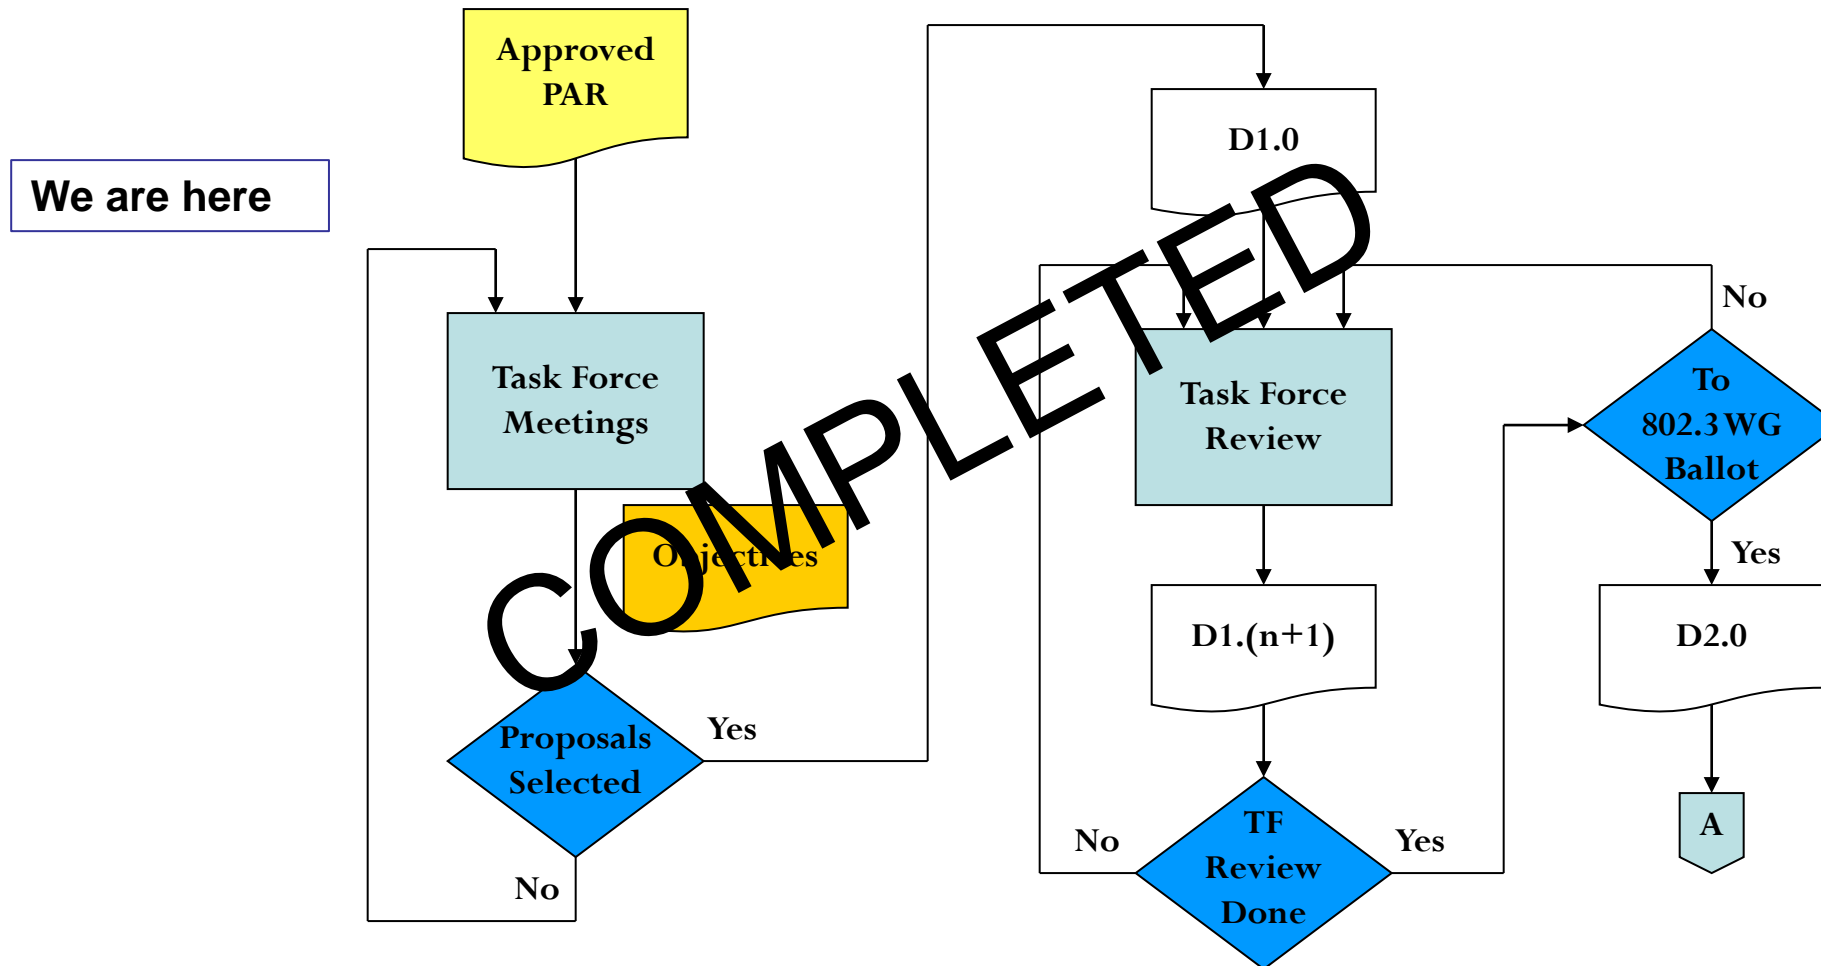 Approved
PAR
We are here
Task Force
Meetings
Objectives
Proposals
Selected
Yes
No
D1.0
Task Force
Review
D1.(n+1)
TF
Review
Done
No
Yes
To
802.3 WG
Ballot
No
Yes
D2.0
A
COMPLETED